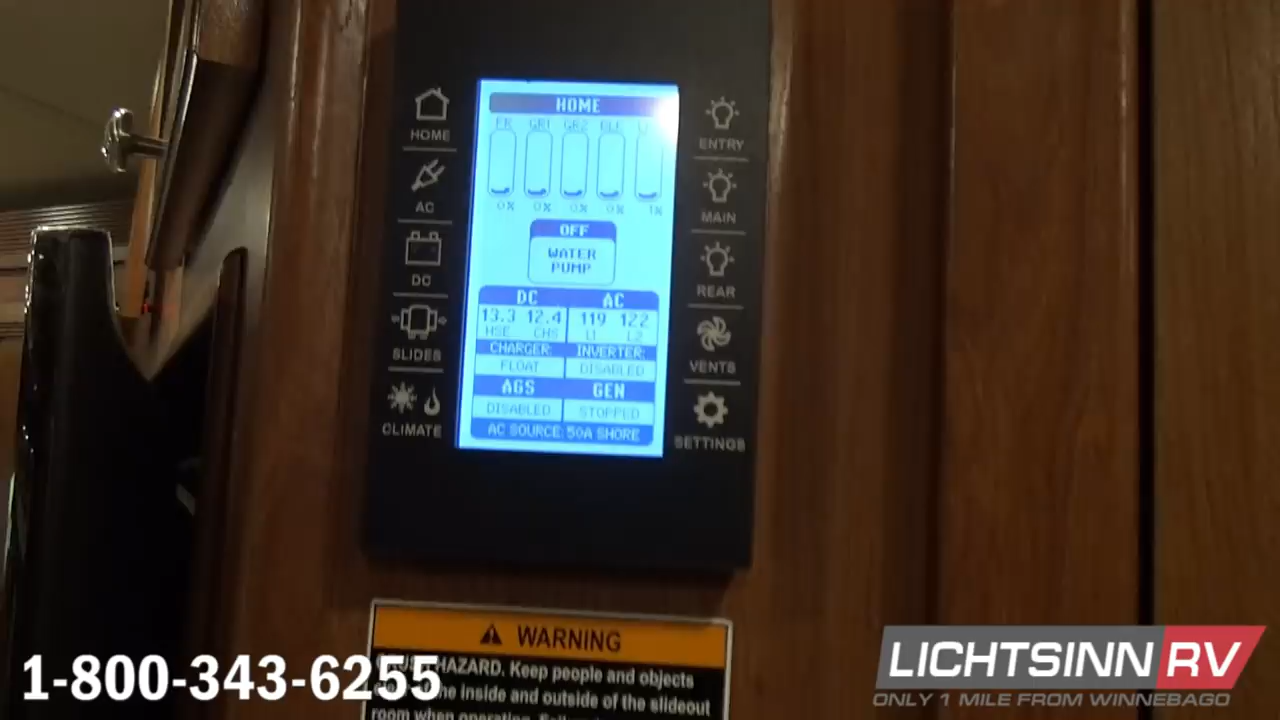 HOME
AC
DC
SLIDES
CLIMATE
HOME
FR GR1 GR2 BLK
0% 0% 0% 0% 1%
OFF
WATER
PUMP
DC AC
13.3 12.4 119 122
HSE CHS L1 L2
CHARGER: INVERTER:
FLOAT DISABLED
AGS GEN
DISABLED STOPPED
AC SOURCE: 50A SHORE
ENTRY
MAIN
REAR
VENTS
SETTINGS
WARNING
HAZARD. Keep people and objects
the inside and outside of the slideout
room when operating.
1-800-343-6255
LICHTSINN RV
ONLY 1 MILE FROM WINNEBAGO